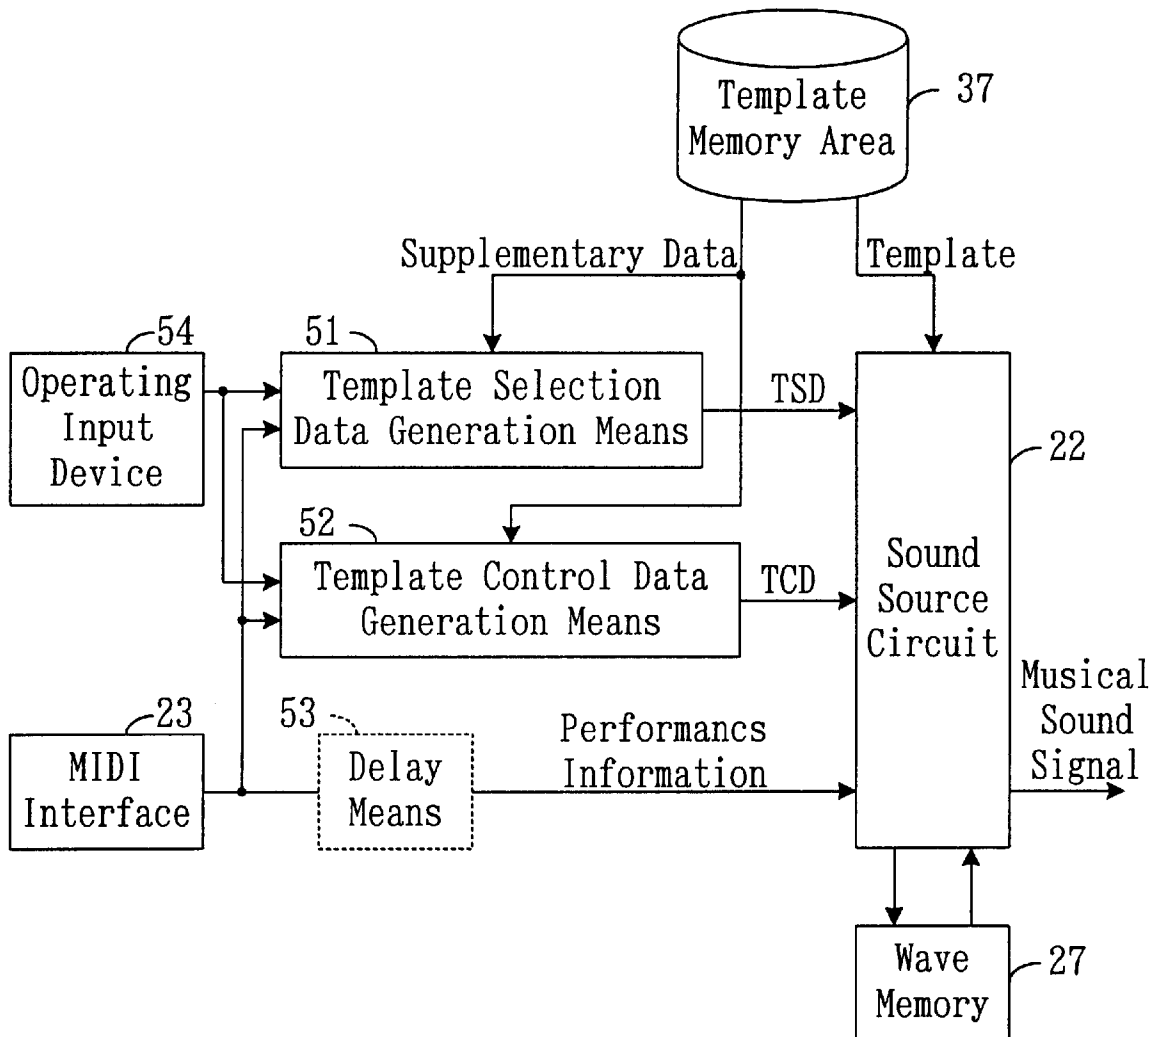 Template
Memory Area
37
Supplementary Data
Template
54
Operating
Input
Device
51
Template Selection
Data Generation Means
TSD
22
52
Template Control Data
Generation Means
TCD
Sound
Source
Circuit
23
MIDI
Interface
53
Delay
Means
Performancs
Information
Musical
Sound
Signal
Wave
Memory
27